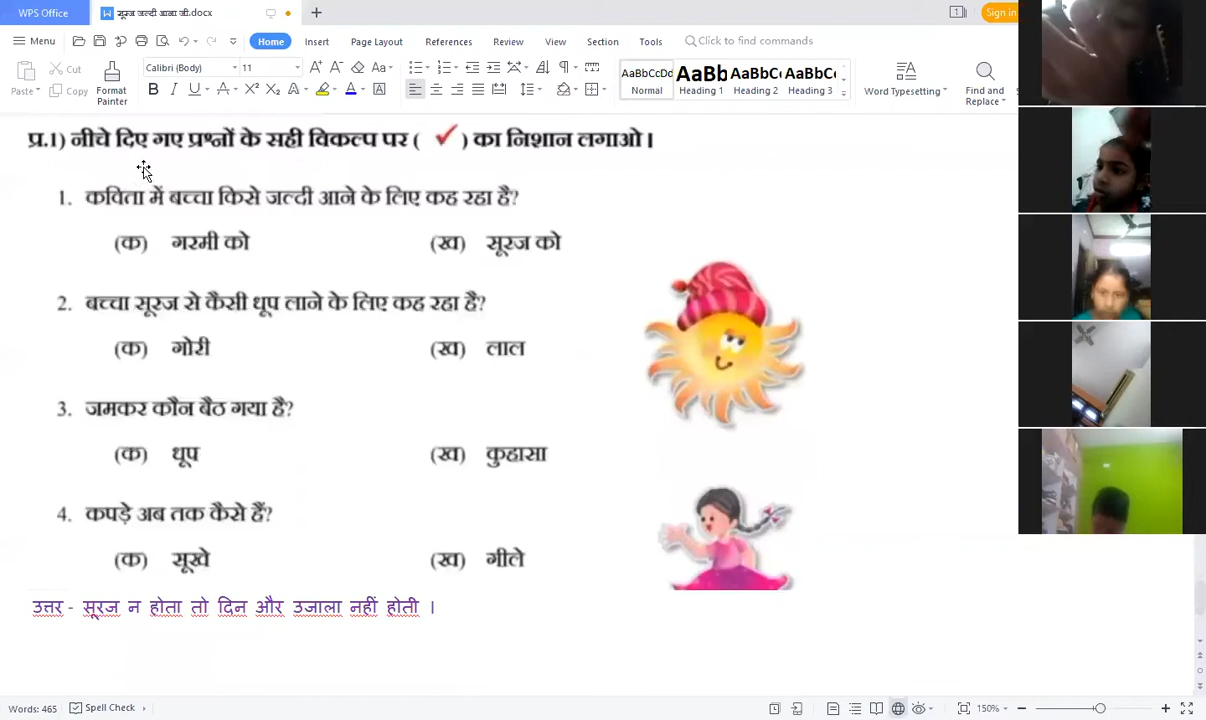 WPS Office सूरज जल्दी आना जी.docx + 1 Sign in
Menu Home Insert Page Layout References Review View Section Tools Click to find commands
Paste Cut Copy Format Painter Calibri (Body) 11 AaBbCcDd Normal AaBb Heading 1 AaBbC Heading 2 AaBbC Heading 3 Word Typesetting Find and Replace
प्र.1) नीचे दिए गए प्रश्नों के सही विकल्प पर ( ✓ ) का निशान लगाओ।
1. कविता में बच्चा किसे जल्दी आने के लिए कह रहा है?
(क) गरमी को (ख) सूरज को
2. बच्चा सूरज से कैसी धूप लाने के लिए कह रहा है?
(क) गोरी (ख) लाल
3. जमकर कौन बैठ गया है?
(क) धूप (ख) कुहासा
4. कपड़े अब तक कैसे हैं?
(क) सूखे (ख) गीले
उत्तर - सूरज न होता तो दिन और उजाला नहीं होती ।
Words: 465 Spell Check 150%